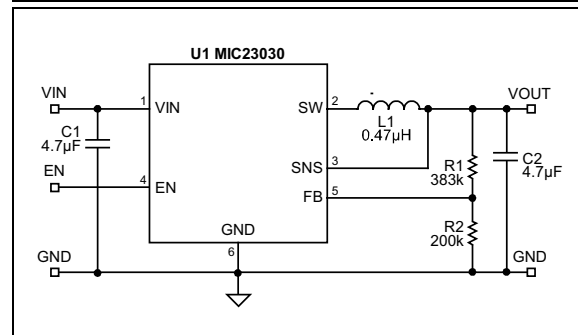 U1 MIC23030
VIN
1
VIN
SW
2
VOUT
C1
4.7µF
L1
0.47µH
SNS
3
R1
383k
C2
4.7µF
EN
4
EN
FB
5
R2
200k
GND
GND
6
GND